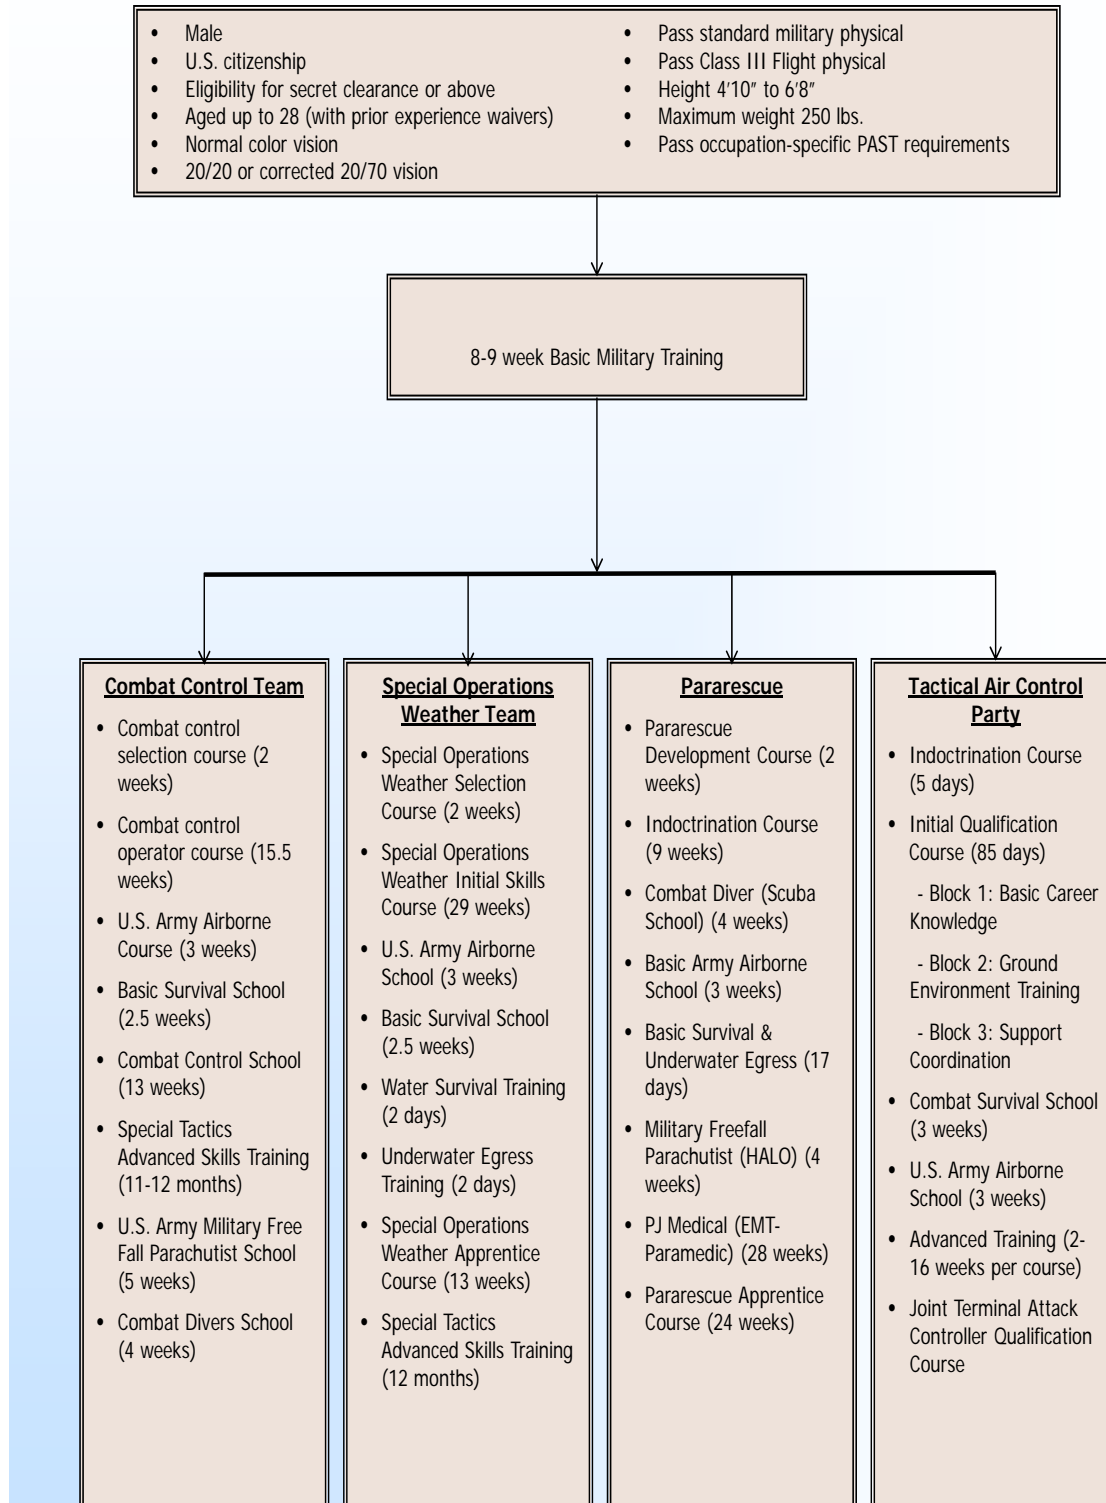 • Male
• U.S. citizenship
• Eligibility for secret clearance or above
• Aged up to 28 (with prior experience waivers)
• Normal color vision
• 20/20 or corrected 20/70 vision
• Pass standard military physical
• Pass Class III Flight physical
• Height 4'10" to 6'8"
• Maximum weight 250 lbs.
• Pass occupation-specific PAST requirements
8-9 week Basic Military Training
Combat Control Team
• Combat control
selection course (2
weeks)
• Combat control
operator course (15.5
weeks)
• U.S. Army Airborne
Course (3 weeks)
• Basic Survival School
(2.5 weeks)
• Combat Control School
(13 weeks)
• Special Tactics
Advanced Skills Training
(11-12 months)
• U.S. Army Military Free
Fall Parachutist School
(5 weeks)
• Combat Divers School
(4 weeks)
Special Operations
Weather Team
• Special Operations
Weather Selection
Course (2 weeks)
• Special Operations
Weather Initial Skills
Course (29 weeks)
• U.S. Army Airborne
School (3 weeks)
• Basic Survival School
(2.5 weeks)
• Water Survival Training
(2 days)
• Underwater Egress
Training (2 days)
• Special Operations
Weather Apprentice
Course (13 weeks)
• Special Tactics
Advanced Skills Training
(12 months)
Pararescue
• Pararescue
Development Course (2
weeks)
• Indoctrination Course
(9 weeks)
• Combat Diver (Scuba
School) (4 weeks)
• Basic Army Airborne
School (3 weeks)
• Basic Survival &
Underwater Egress (17
days)
• Military Freefall
Parachutist (HALO) (4
weeks)
• PJ Medical (EMT-
Paramedic) (28 weeks)
• Pararescue Apprentice
Course (24 weeks)
Tactical Air Control
Party
• Indoctrination Course
(5 days)
• Initial Qualification
Course (85 days)
- Block 1: Basic Career
Knowledge
- Block 2: Ground
Environment Training
- Block 3: Support
Coordination
• Combat Survival School
(3 weeks)
• U.S. Army Airborne
School (3 weeks)
• Advanced Training (2-
16 weeks per course)
• Joint Terminal Attack
Controller Qualification
Course